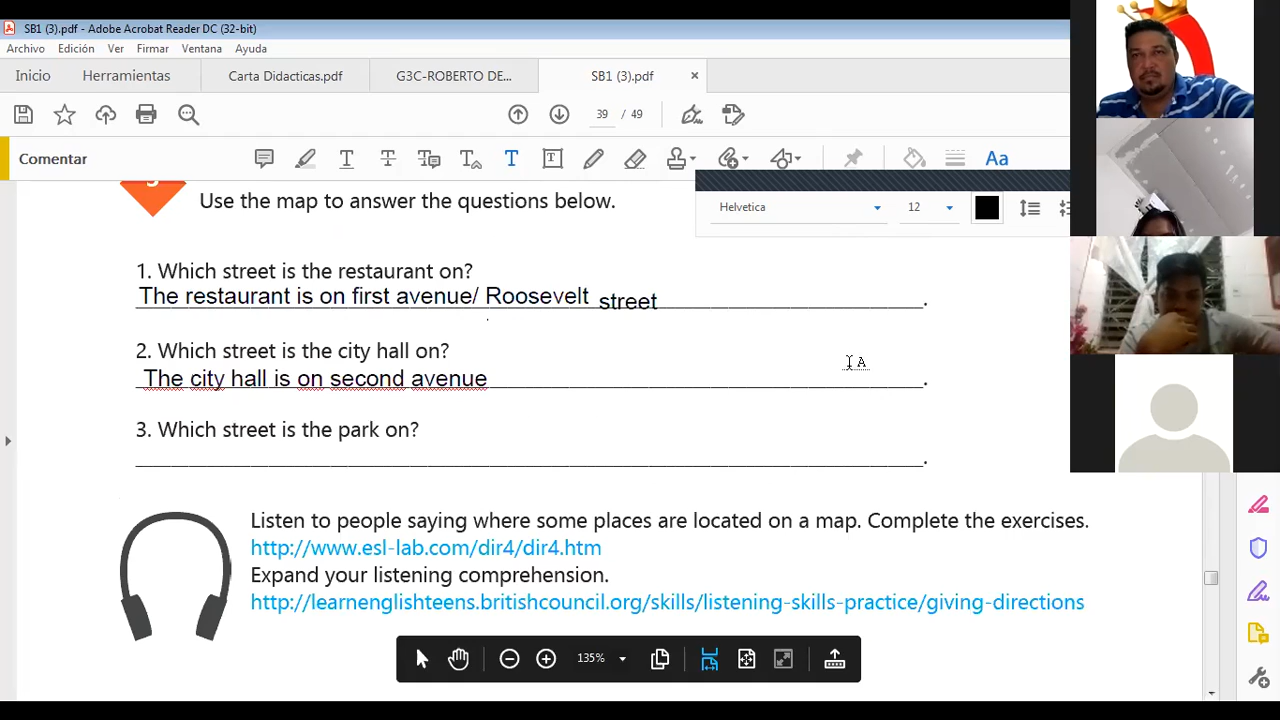 SB1 (3).pdf - Adobe Acrobat Reader DC (32-bit)
Archivo Edición Ver Firmar Ventana Ayuda
Inicio Herramientas Carta Didacticas.pdf G3C-ROBERTO DE... SB1 (3).pdf ×
39 / 49
Comentar
Helvetica 12
Use the map to answer the questions below.
1. Which street is the restaurant on?
The restaurant is on first avenue/ Roosevelt street.
2. Which street is the city hall on?
The city hall is on second avenue.
3. Which street is the park on?
Listen to people saying where some places are located on a map. Complete the exercises.
http://www.esl-lab.com/dir4/dir4.htm
Expand your listening comprehension.
http://learnenglishteens.britishcouncil.org/skills/listening-skills-practice/giving-directions
135%